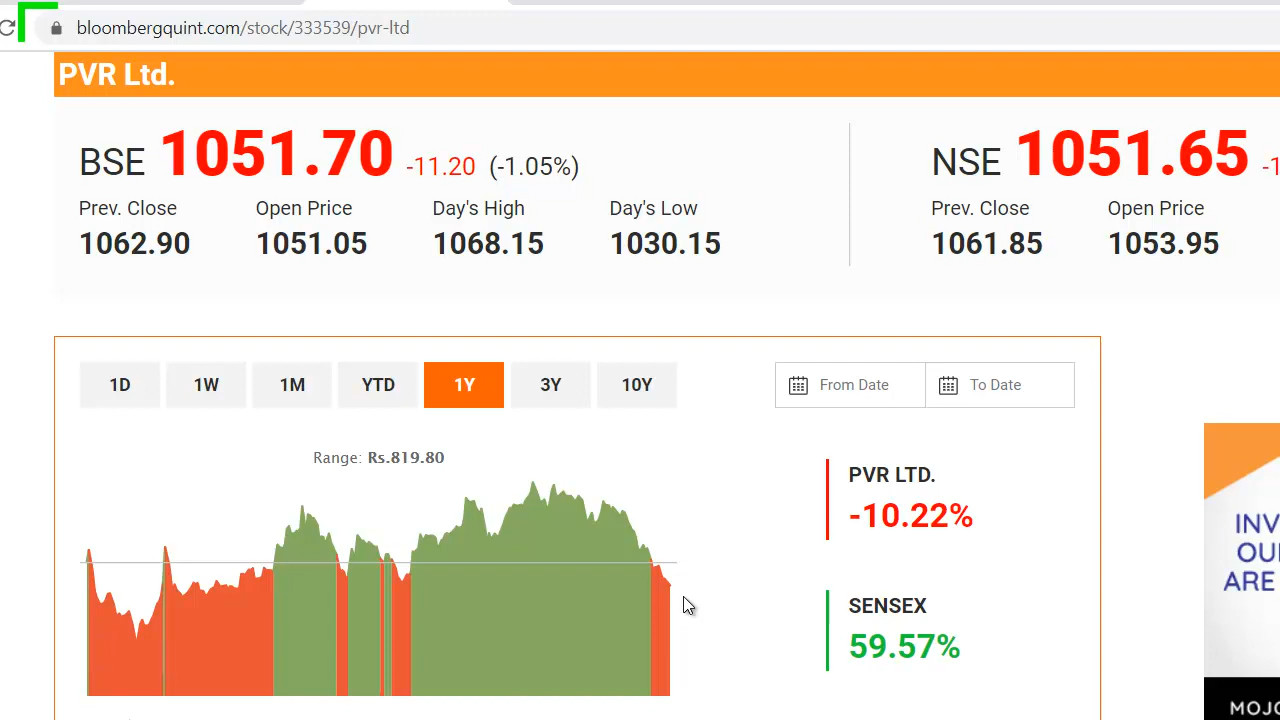 bloombergquint.com/stock/333539/pvr-ltd
PVR Ltd.
BSE 1051.70 -11.20 (-1.05%)
Prev. Close Open Price Day's High Day's Low
1062.90 1051.05 1068.15 1030.15
NSE 1051.65
Prev. Close Open Price
1061.85 1053.95
1D 1W 1M YTD 1Y 3Y 10Y
From Date To Date
Range: Rs.819.80
PVR LTD.
-10.22%
SENSEX
59.57%
INV
OU
ARE
MOJO